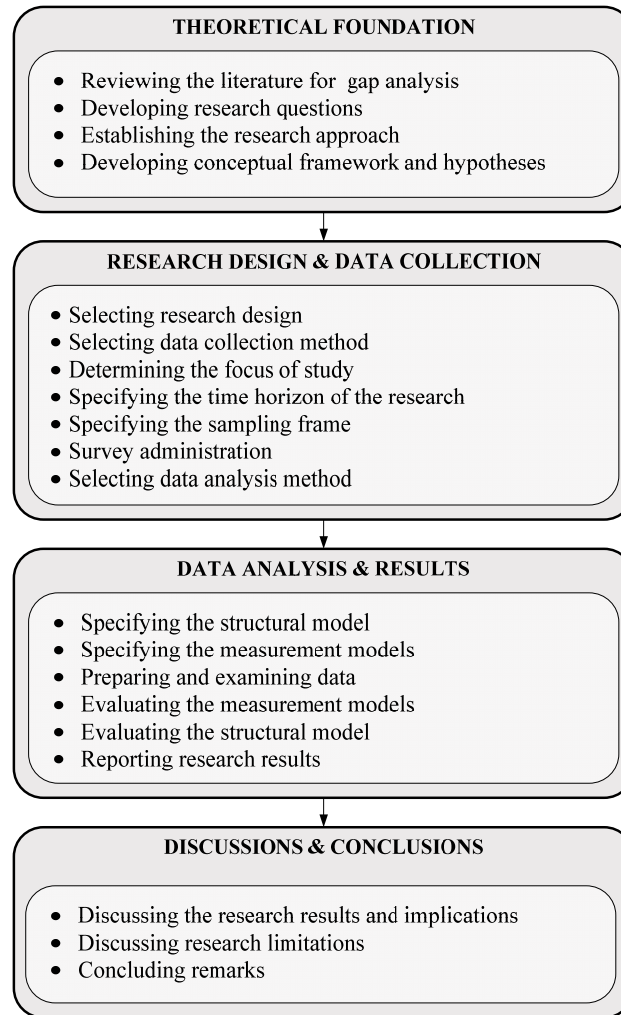 THEORETICAL FOUNDATION
• Reviewing the literature for gap analysis
• Developing research questions
• Establishing the research approach
• Developing conceptual framework and hypotheses
RESEARCH DESIGN & DATA COLLECTION
• Selecting research design
• Selecting data collection method
• Determining the focus of study
• Specifying the time horizon of the research
• Specifying the sampling frame
• Survey administration
• Selecting data analysis method
DATA ANALYSIS & RESULTS
• Specifying the structural model
• Specifying the measurement models
• Preparing and examining data
• Evaluating the measurement models
• Evaluating the structural model
• Reporting research results
DISCUSSIONS & CONCLUSIONS
• Discussing the research results and implications
• Discussing research limitations
• Concluding remarks